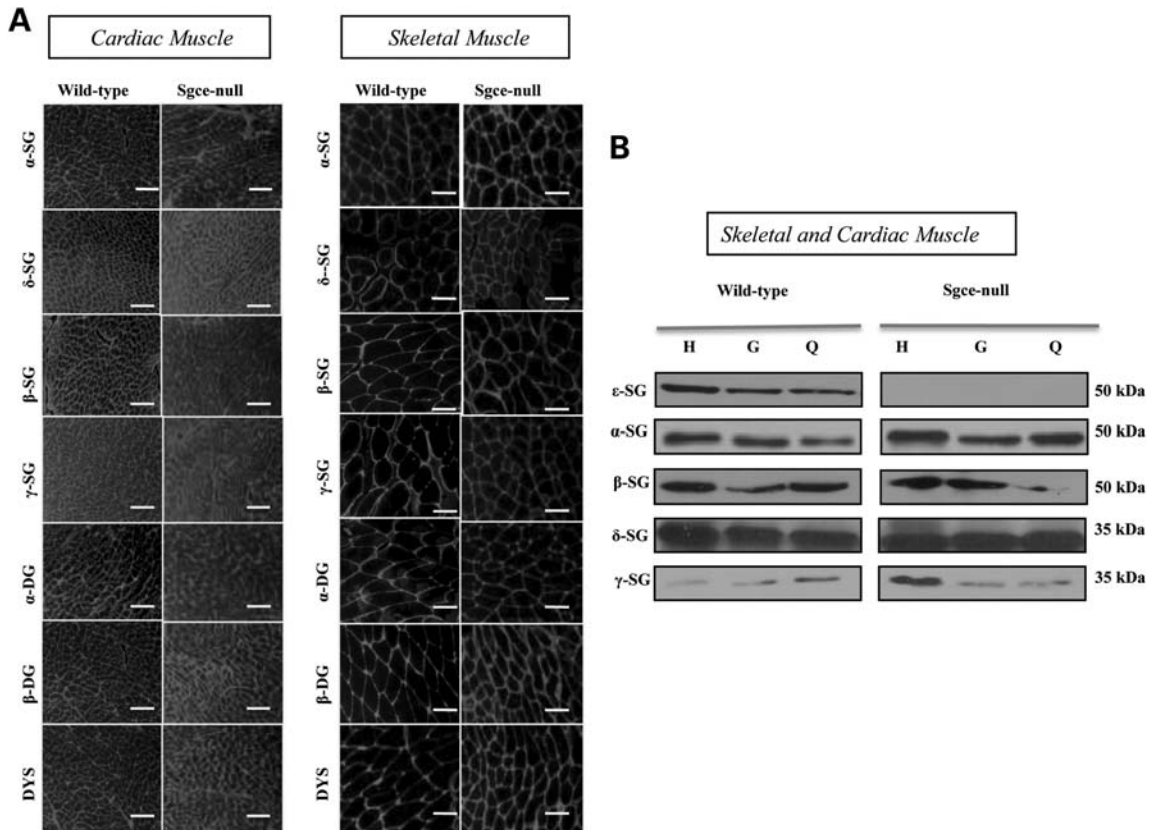 A
Cardiac Muscle
Skeletal Muscle
Wild-type Sgce-null
Wild-type Sgce-null
α-SG
δ-SG
β-SG
γ-SG
α-DG
β-DG
DYS
α-SG
δ--SG
β-SG
γ-SG
α-DG
β-DG
DYS
B
Skeletal and Cardiac Muscle
Wild-type Sgce-null
H G Q H G Q
ε-SG 50 kDa
α-SG 50 kDa
β-SG 50 kDa
δ-SG 35 kDa
γ-SG 35 kDa